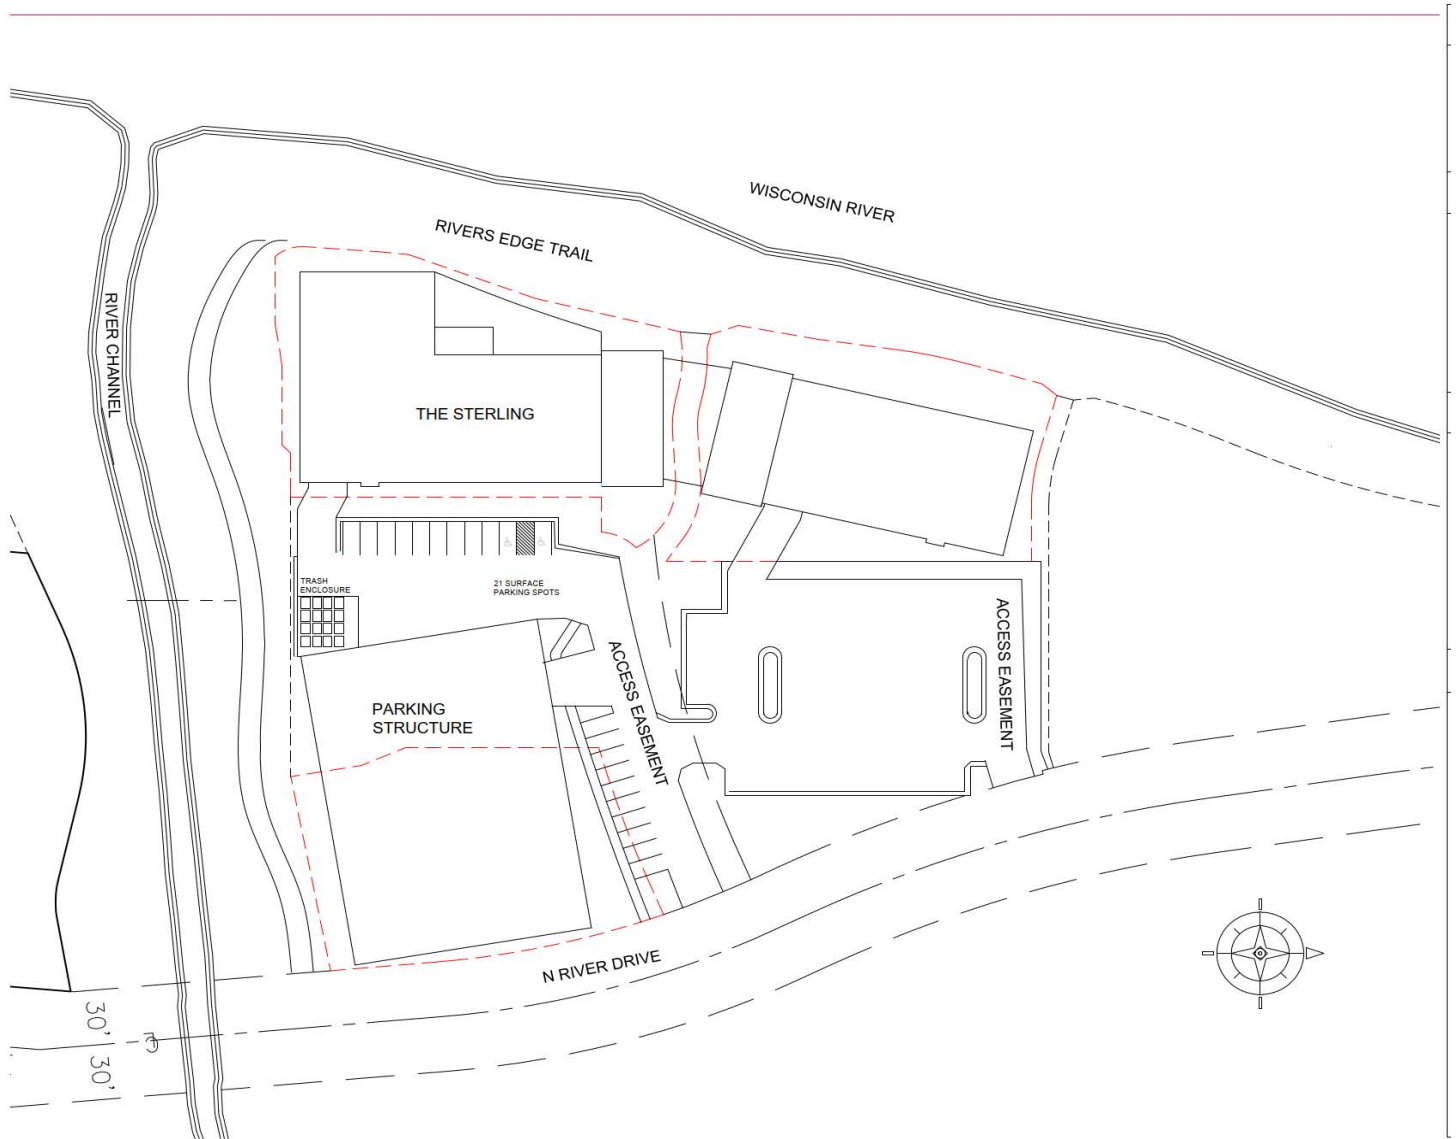 WISCONSIN RIVER
RIVERS EDGE TRAIL
RIVER CHANNEL
THE STERLING
TRASH
ENCLOSURE
21 SURFACE
PARKING SPOTS
ACCESS EASEMENT
ACCESS EASEMENT
PARKING
STRUCTURE
N RIVER DRIVE
30'
30'